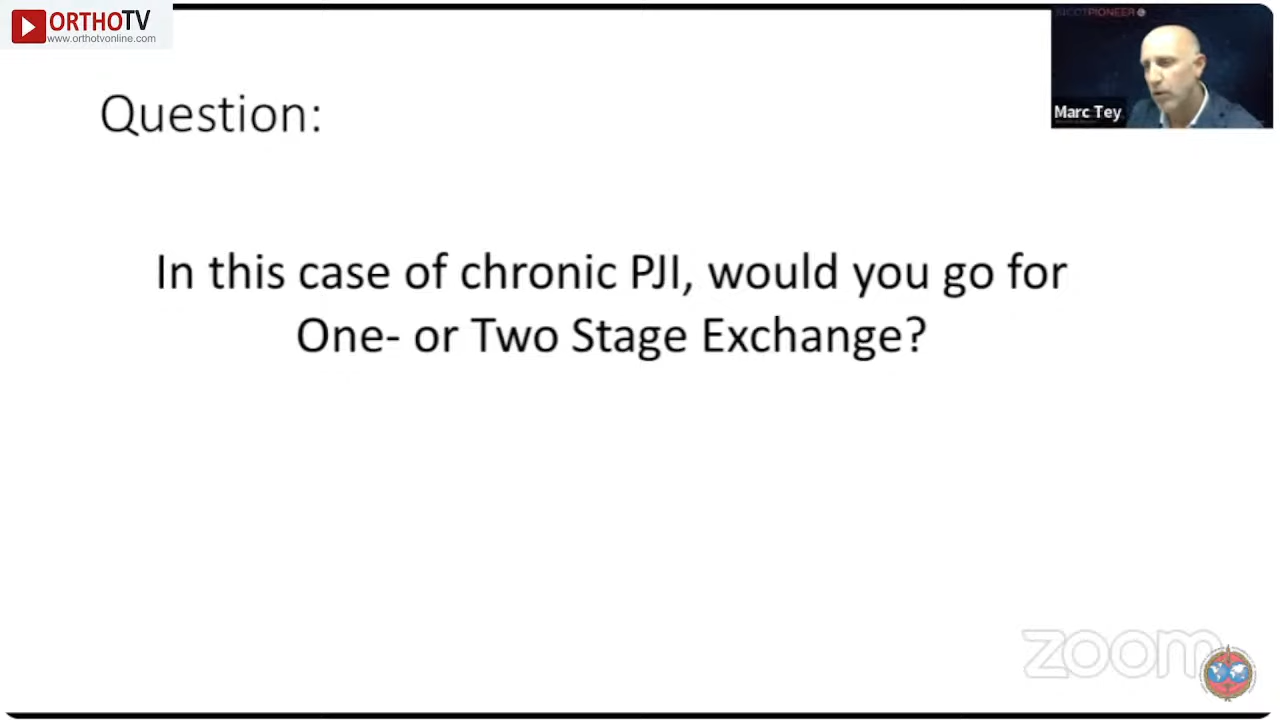 ORTHOTV
www.orthotvonline.com
PIONEER
Marc Tey
Question:
In this case of chronic PJI, would you go for
One- or Two Stage Exchange?
zoom